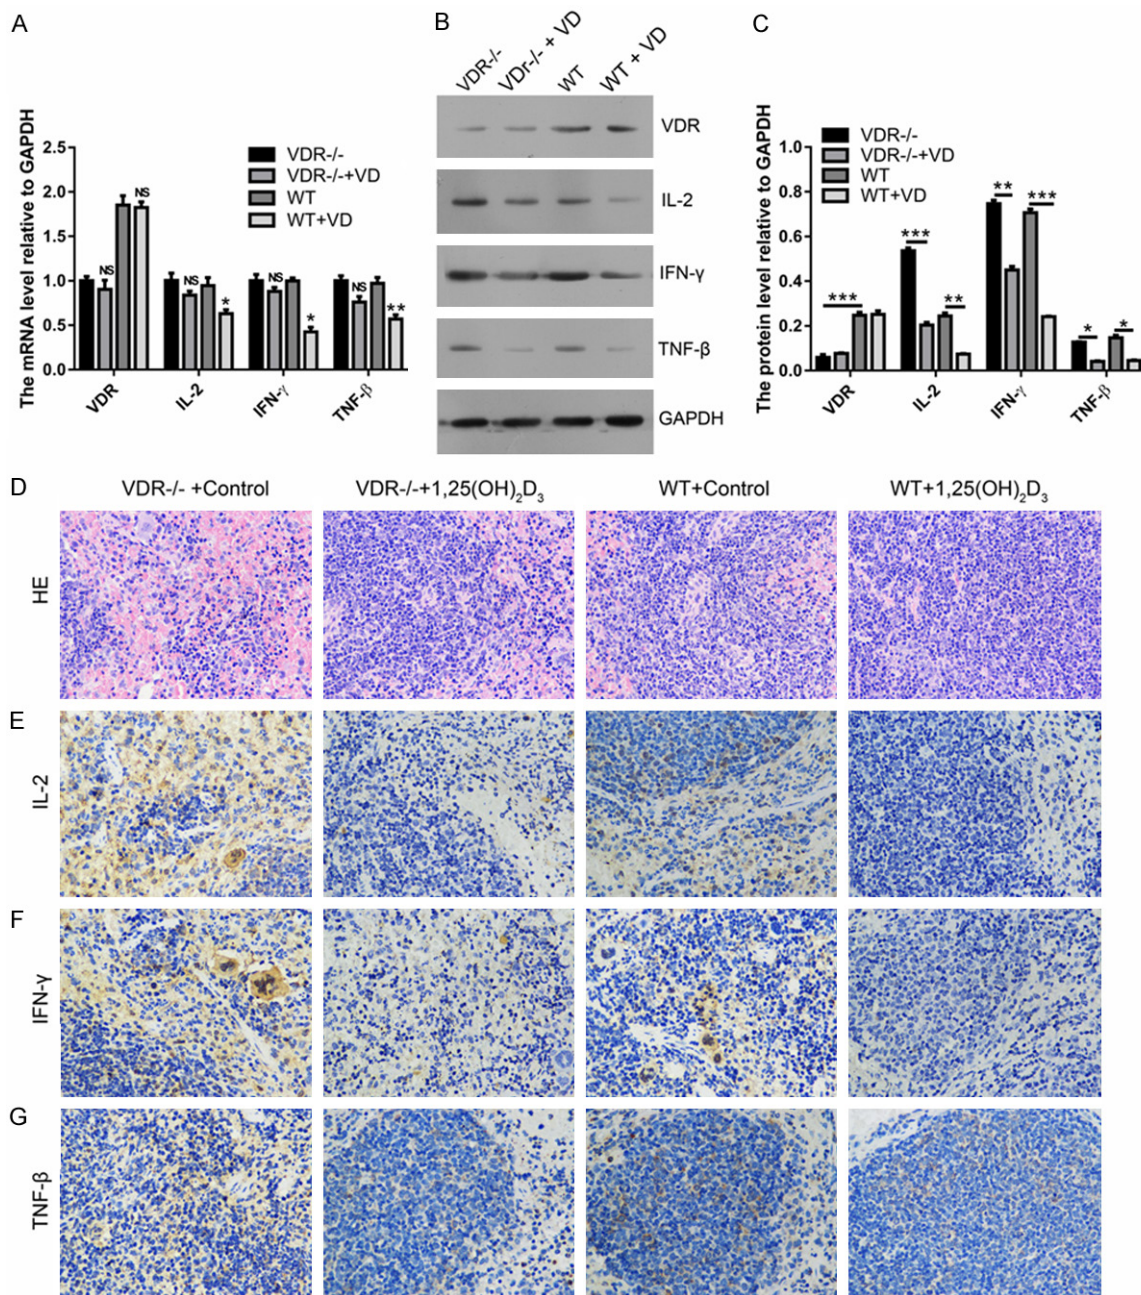 A
The mRNA level relative to GAPDH
2.5
2.0
1.5
1.0
0.5
0.0
VDR-/-
VDR-/-+VD
WT
WT+VD
NS
NS
NS
*
NS
*
NS
**
VDR
IL-2
IFN-γ
TNF-β
B
VDR-/-
VDr-/- + VD
WT
WT + VD
VDR
IL-2
IFN-γ
TNF-β
GAPDH
C
The protein level relative to GAPDH
1.0
0.8
0.6
0.4
0.2
0.0
VDR-/-
VDR-/-+VD
WT
WT+VD
***
***
**
**
***
*
*
VDR
IL-2
IFN-γ
TNF-β
D
VDR-/- +Control
VDR-/-+1,25(OH)₂D₃
WT+Control
WT+1,25(OH)₂D₃
HE
E
IL-2
F
IFN-γ
G
TNF-β